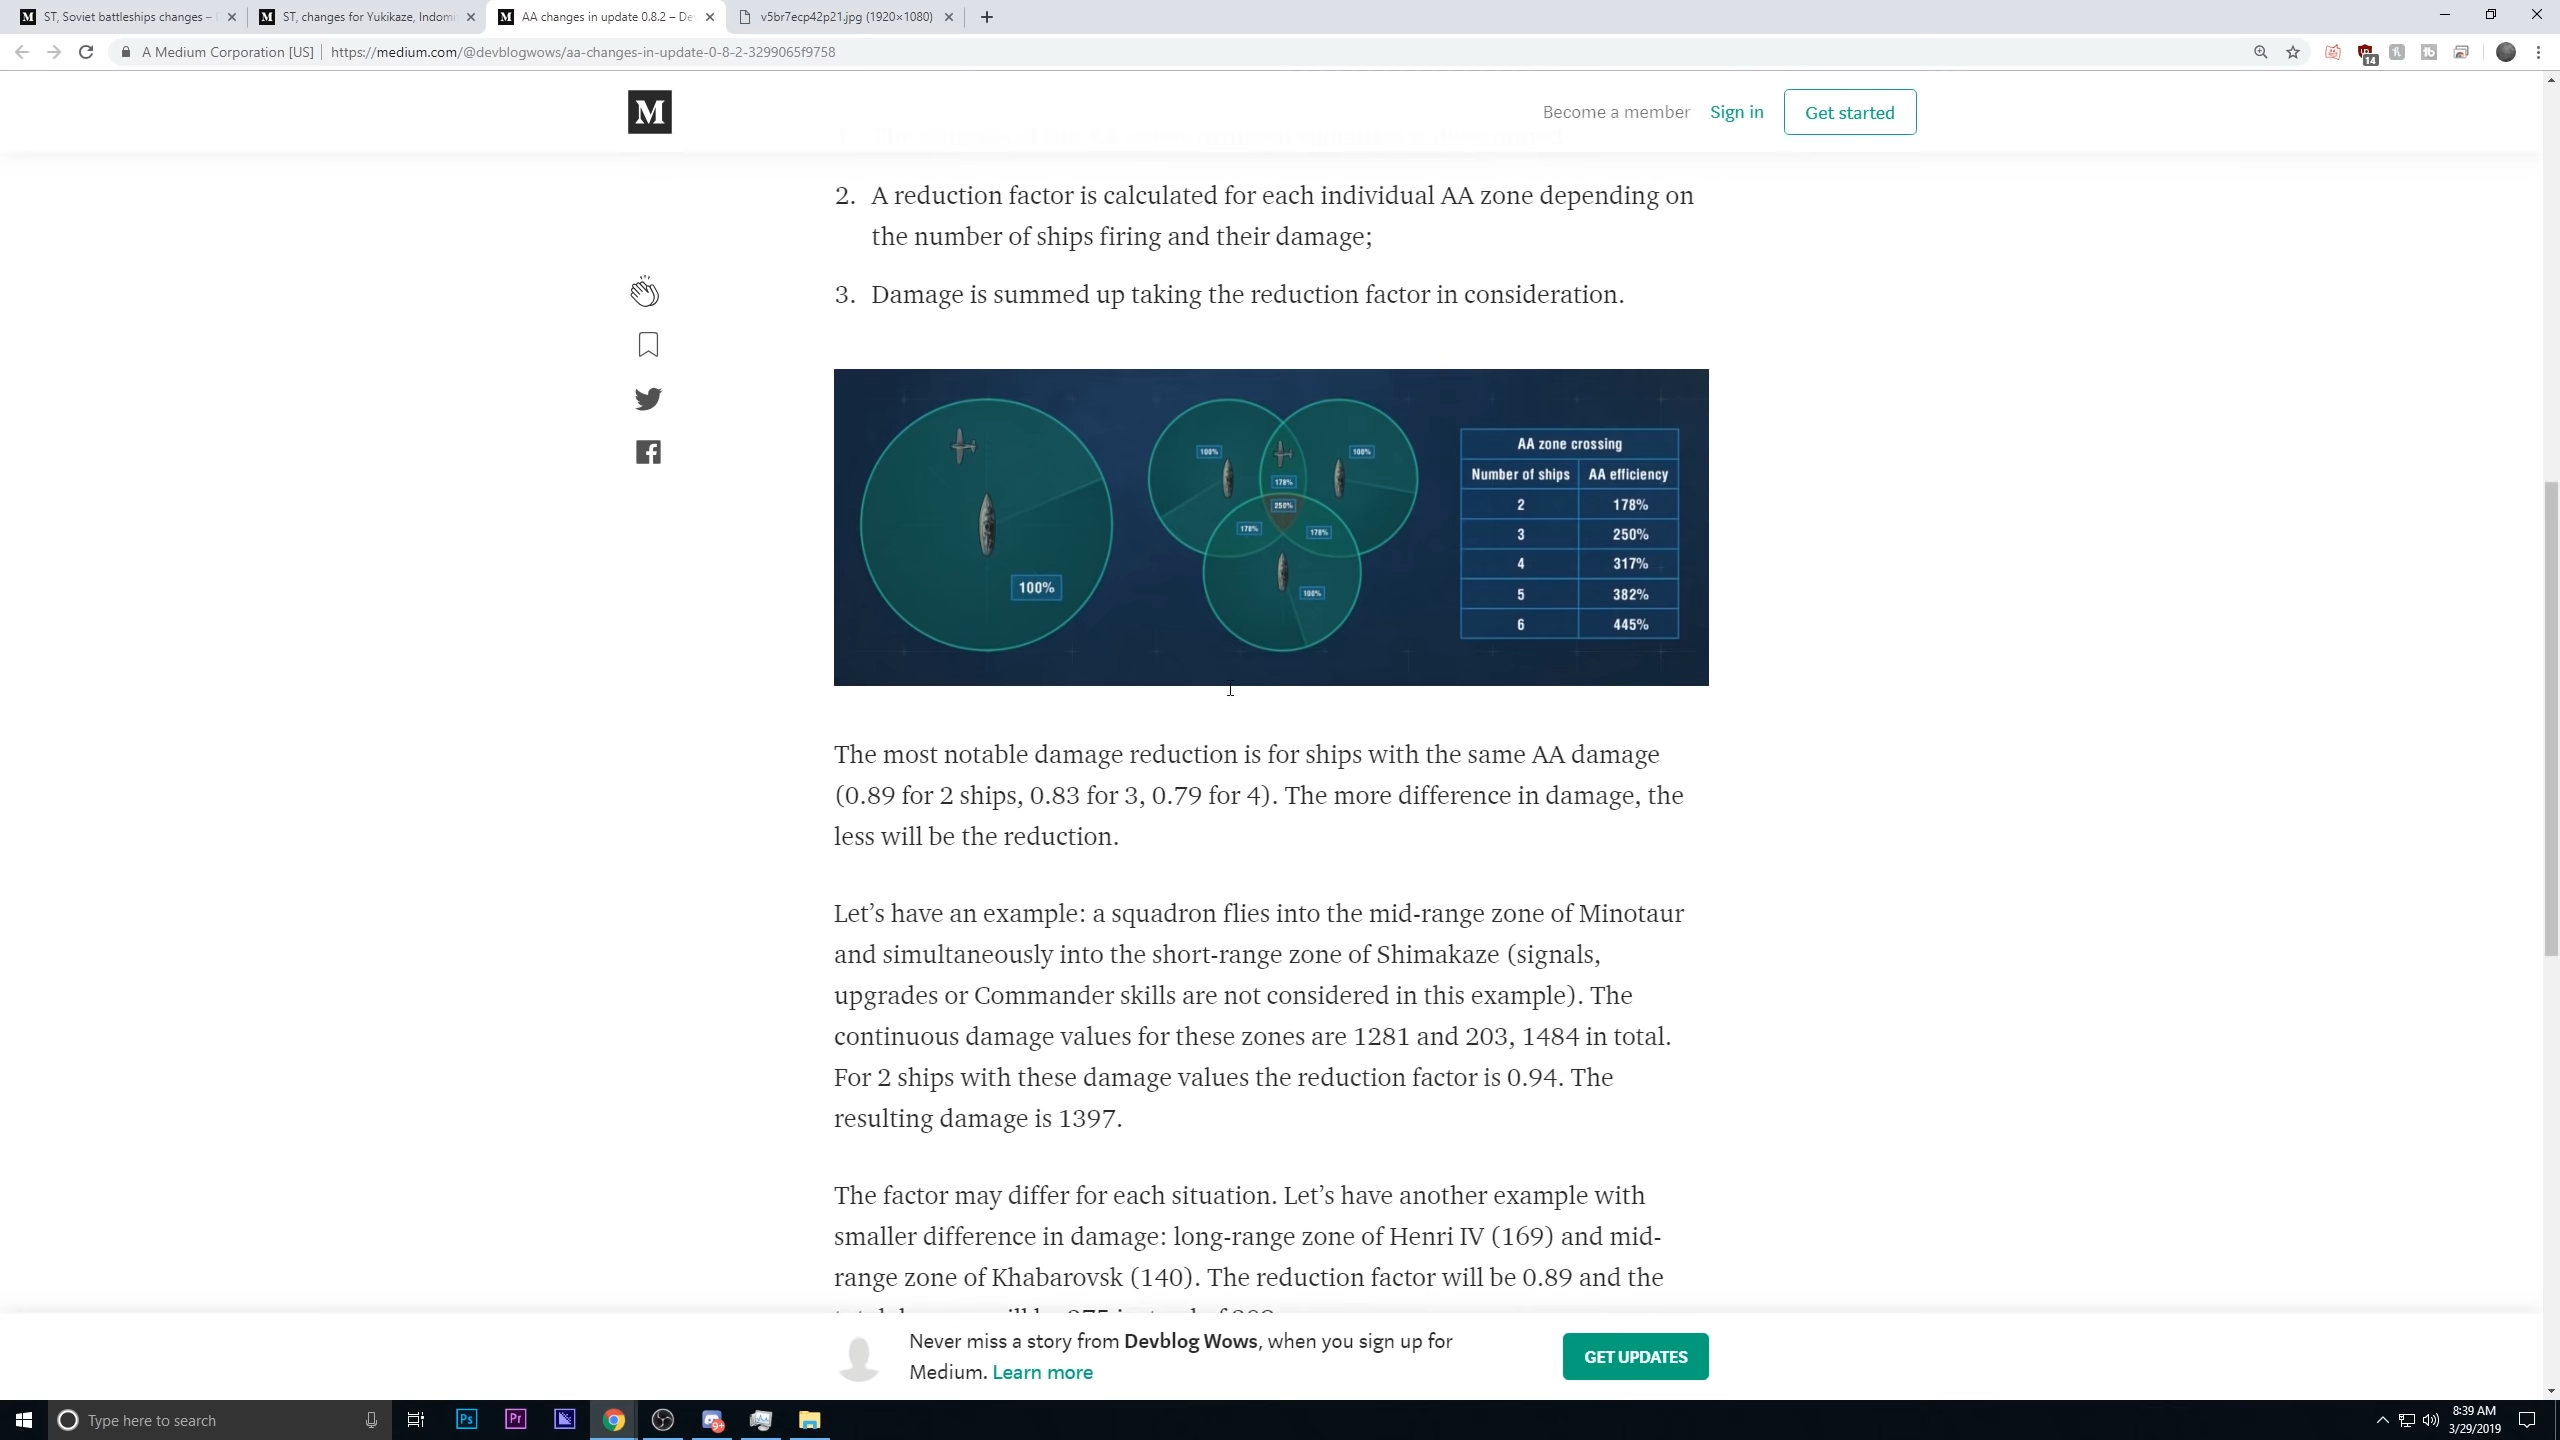 ST, Soviet battleships changes –
ST, changes for Yukikaze, Indomi
AA changes in update 0.8.2 – De
v5br7ecp42p21.jpg (1920×1080)
A Medium Corporation [US]
https://medium.com/@devblogwows/aa-changes-in-update-0-8-2-3299065f9758
14
M
Become a member
Sign in
Get started
2. A reduction factor is calculated for each individual AA zone depending on
the number of ships firing and their damage;
3. Damage is summed up taking the reduction factor in consideration.
100%
100%
100%
178%
250%
178%
178%
100%
AA zone crossing
Number of ships AA efficiency
2 178%
3 250%
4 317%
5 382%
6 445%
The most notable damage reduction is for ships with the same AA damage
(0.89 for 2 ships, 0.83 for 3, 0.79 for 4). The more difference in damage, the
less will be the reduction.
Let’s have an example: a squadron flies into the mid-range zone of Minotaur
and simultaneously into the short-range zone of Shimakaze (signals,
upgrades or Commander skills are not considered in this example). The
continuous damage values for these zones are 1281 and 203, 1484 in total.
For 2 ships with these damage values the reduction factor is 0.94. The
resulting damage is 1397.
The factor may differ for each situation. Let’s have another example with
smaller difference in damage: long-range zone of Henri IV (169) and mid-
range zone of Khabarovsk (140). The reduction factor will be 0.89 and the
Never miss a story from Devblog Wows, when you sign up for
Medium. Learn more
GET UPDATES
Type here to search
Ps
Pr
9+
8:39 AM
3/29/2019